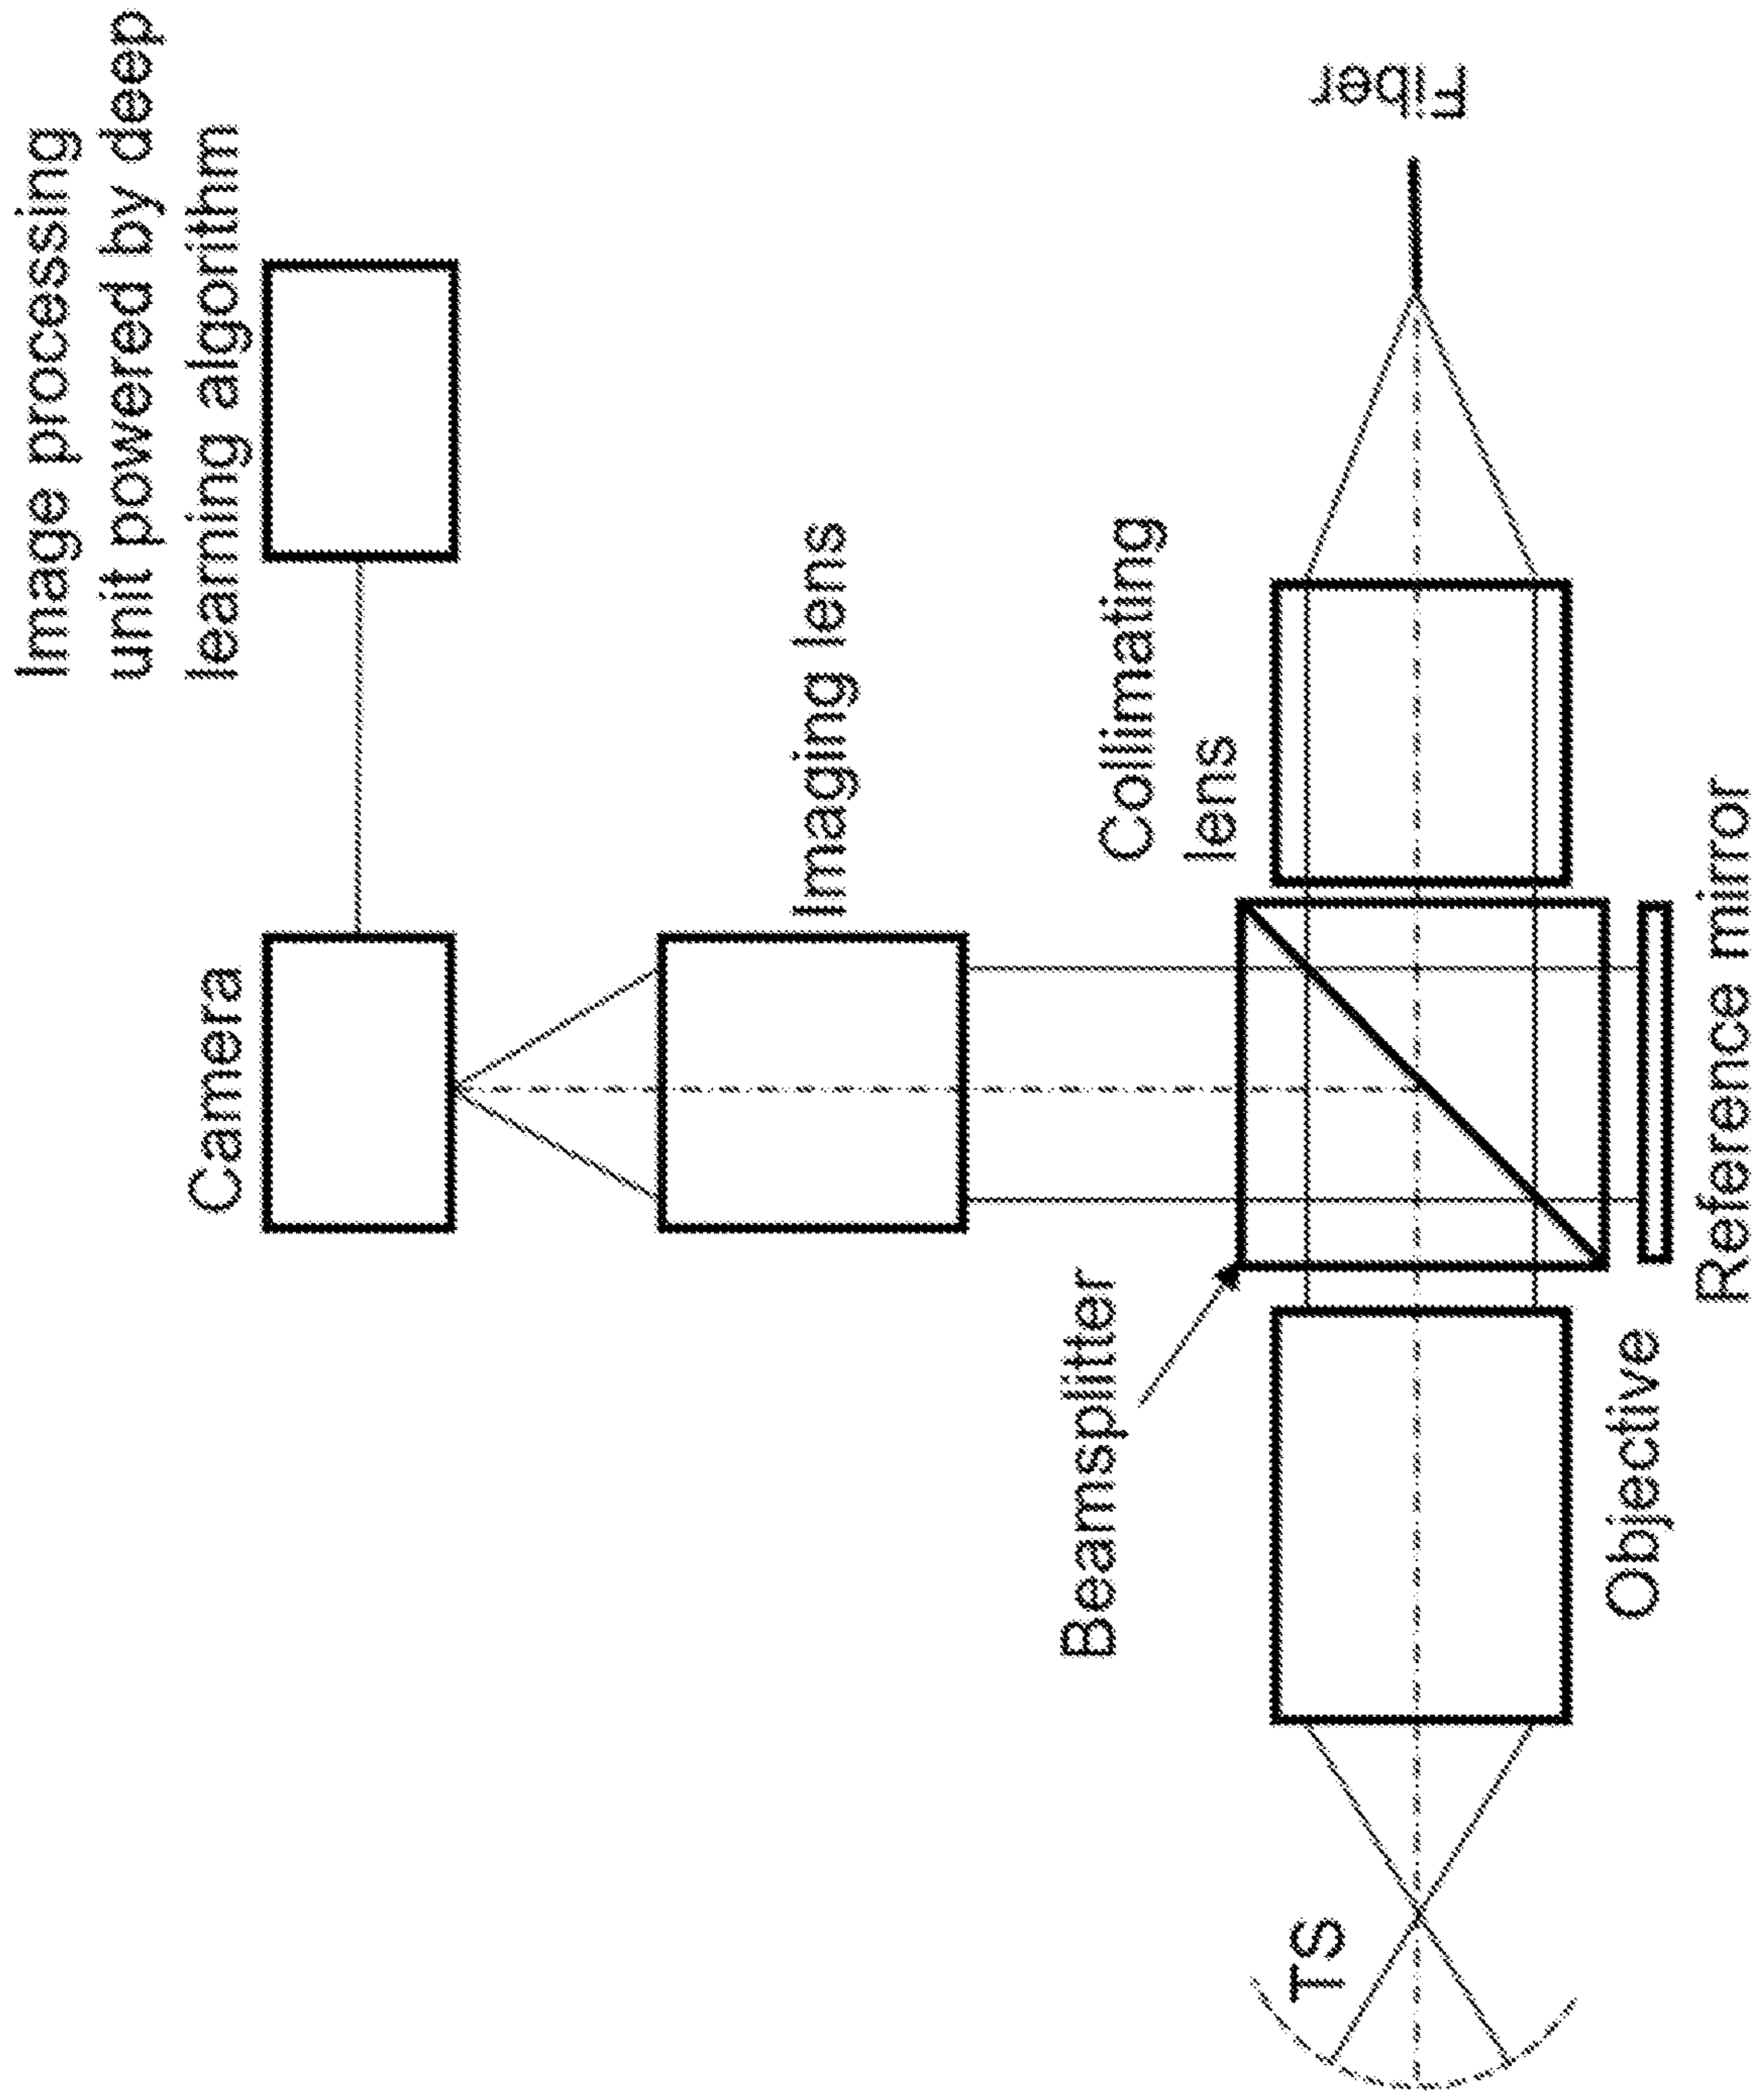 Image processing
unit powered by deep
learning algorithm
Camera
Imaging lens
Fiber
Collimating
lens
Beamsplitter
TS
Objective
Reference mirror